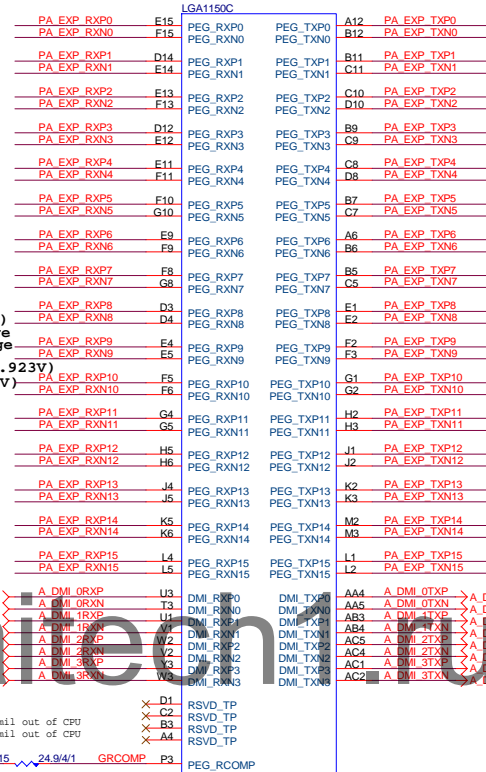 LGA1150C
PA_EXP_RXP0 E15 PEG_RXP0 PEG_TXP0 A12 PA_EXP_TXP0
PA_EXP_RXN0 F15 PEG_RXN0 PEG_TXN0 B12 PA_EXP_TXN0
PA_EXP_RXP1 D14 PEG_RXP1 PEG_TXP1 B11 PA_EXP_TXP1
PA_EXP_RXN1 E14 PEG_RXN1 PEG_TXN1 C11 PA_EXP_TXN1
PA_EXP_RXP2 E13 PEG_RXP2 PEG_TXP2 C10 PA_EXP_TXP2
PA_EXP_RXN2 F13 PEG_RXN2 PEG_TXN2 D10 PA_EXP_TXN2
PA_EXP_RXP3 D12 PEG_RXP3 PEG_TXP3 B9 PA_EXP_TXP3
PA_EXP_RXN3 E12 PEG_RXN3 PEG_TXN3 C9 PA_EXP_TXN3
PA_EXP_RXP4 E11 PEG_RXP4 PEG_TXP4 C8 PA_EXP_TXP4
PA_EXP_RXN4 F11 PEG_RXN4 PEG_TXN4 D8 PA_EXP_TXN4
PA_EXP_RXP5 F10 PEG_RXP5 PEG_TXP5 B7 PA_EXP_TXP5
PA_EXP_RXN5 G10 PEG_RXN5 PEG_TXN5 C7 PA_EXP_TXN5
PA_EXP_RXP6 E9 PEG_RXP6 PEG_TXP6 A6 PA_EXP_TXP6
PA_EXP_RXN6 F9 PEG_RXN6 PEG_TXN6 B6 PA_EXP_TXN6
PA_EXP_RXP7 F8 PEG_RXP7 PEG_TXP7 B5 PA_EXP_TXP7
PA_EXP_RXN7 G8 PEG_RXN7 PEG_TXN7 C5 PA_EXP_TXN7
PA_EXP_RXP8 D3 PEG_RXP8 PEG_TXP8 E1 PA_EXP_TXP8
)
PA_EXP_RXN8 D4 PEG_RXN8 PEG_TXN8 E2 PA_EXP_TXN8
e
PA_EXP_RXP9 E4 PEG_RXP9 PEG_TXP9 F2 PA_EXP_TXP9
ge
PA_EXP_RXN9 E5 PEG_RXN9 PEG_TXN9 F3 PA_EXP_TXN9
.923V)
PA_EXP_RXP10 F5 PEG_RXP10 PEG_TXP10 G1 PA_EXP_TXP10
V)
PA_EXP_RXN10 F6 PEG_RXN10 PEG_TXN10 G2 PA_EXP_TXN10
PA_EXP_RXP11 G4 PEG_RXP11 PEG_TXP11 H2 PA_EXP_TXP11
PA_EXP_RXN11 G5 PEG_RXN11 PEG_TXN11 H3 PA_EXP_TXN11
PA_EXP_RXP12 H5 PEG_RXP12 PEG_TXP12 J1 PA_EXP_TXP12
PA_EXP_RXN12 H6 PEG_RXN12 PEG_TXN12 J2 PA_EXP_TXN12
PA_EXP_RXP13 J4 PEG_RXP13 PEG_TXP13 K2 PA_EXP_TXP13
PA_EXP_RXN13 J5 PEG_RXN13 PEG_TXN13 K3 PA_EXP_TXN13
PA_EXP_RXP14 K5 PEG_RXP14 PEG_TXP14 M2 PA_EXP_TXP14
PA_EXP_RXN14 K6 PEG_RXN14 PEG_TXN14 M3 PA_EXP_TXN14
PA_EXP_RXP15 L4 PEG_RXP15 PEG_TXP15 L1 PA_EXP_TXP15
PA_EXP_RXN15 L5 PEG_RXN15 PEG_TXN15 L2 PA_EXP_TXN15
A_DMI_0RXP U3 DMI_RXP0 DMI_TXP0 AA4 A_DMI_0TXP
A_DMI_0RXN T3 DMI_RXN0 DMI_TXN0 AA5 A_DMI_0TXN
A_DMI_1RXP U1 DMI_RXP1 DMI_TXP1 AB3 A_DMI_1TXP
A_DMI_1RXN V1 DMI_RXN1 DMI_TXN1 AB4 A_DMI_1TXN
A_DMI_2RXP W2 DMI_RXP2 DMI_TXP2 AC5 A_DMI_2TXP
A_DMI_2RXN V2 DMI_RXN2 DMI_TXN2 AC4 A_DMI_2TXN
A_DMI_3RXP Y3 DMI_RXP3 DMI_TXP3 AC1 A_DMI_3TXP
A_DMI_3RXN W3 DMI_RXN3 DMI_TXN3 AC2 A_DMI_3TXN
D1 RSVD_TP
C2 RSVD_TP
mil out of CPU B3 RSVD_TP
mil out of CPU A4 RSVD_TP
15 24.9/4/1 GRCOMP P3 PEG_RCOMP